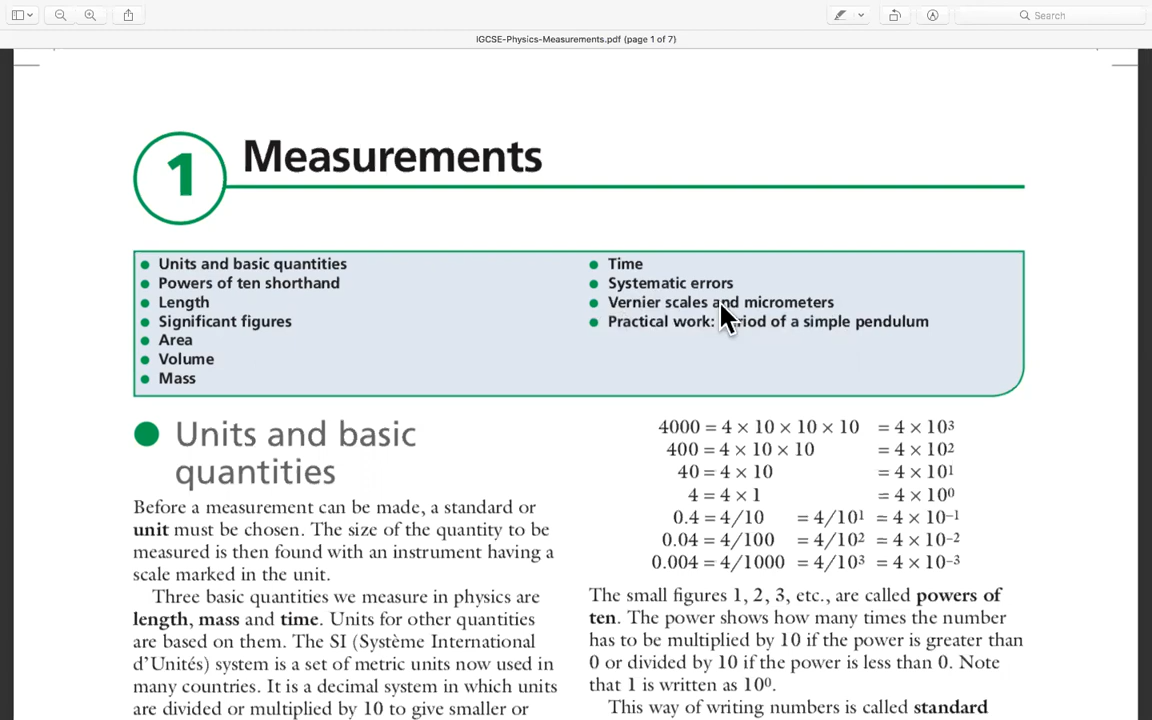 Search
IGCSE-Physics-Measurements.pdf (page 1 of 7)
1
Measurements
Units and basic quantities
Powers of ten shorthand
Length
Significant figures
Area
Volume
Mass
Time
Systematic errors
Vernier scales and micrometers
Practical work: period of a simple pendulum
Units and basic
quantities
Before a measurement can be made, a standard or
unit must be chosen. The size of the quantity to be
measured is then found with an instrument having a
scale marked in the unit.
Three basic quantities we measure in physics are
length, mass and time. Units for other quantities
are based on them. The SI (Système International
d’Unités) system is a set of metric units now used in
many countries. It is a decimal system in which units
are divided or multiplied by 10 to give smaller or
4000 = 4 × 10 × 10 × 10 = 4 × 10³
400 = 4 × 10 × 10 = 4 × 10²
40 = 4 × 10 = 4 × 10¹
4 = 4 × 1 = 4 × 10⁰
0.4 = 4/10 = 4/10¹ = 4 × 10⁻¹
0.04 = 4/100 = 4/10² = 4 × 10⁻²
0.004 = 4/1000 = 4/10³ = 4 × 10⁻³
The small figures 1, 2, 3, etc., are called powers of
ten. The power shows how many times the number
has to be multiplied by 10 if the power is greater than
0 or divided by 10 if the power is less than 0. Note
that 1 is written as 10⁰.
This way of writing numbers is called standard